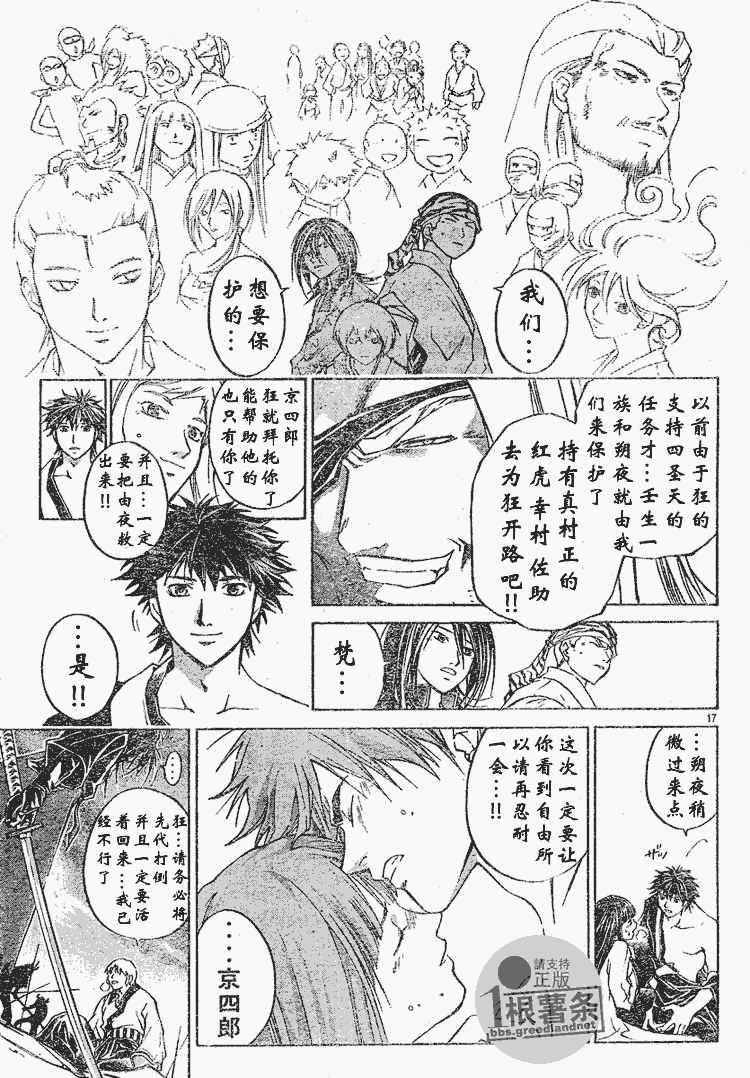 我们…
想要保
护的…
以前由于狂的
支持四圣天的
任务才…壬生一
族和朔夜就由我
们来保护了
持有真村正的
红虎幸村佐助
去为狂开路吧!!
京四郎
狂就拜托你了
能帮助他的
也只有你了
并且…一定
要把由夜救
出来!!
…是!!
梵…
17
…朔夜稍
微过来点
ザッ
这次一定要让
你看到自由所
以请再忍耐
一会…!!
….京四郎
…
狂…请务必将
先代打倒
并且一定要活
着回来…我已
经不行了
請支持
正版
1根薯条
bbs.greedland.net